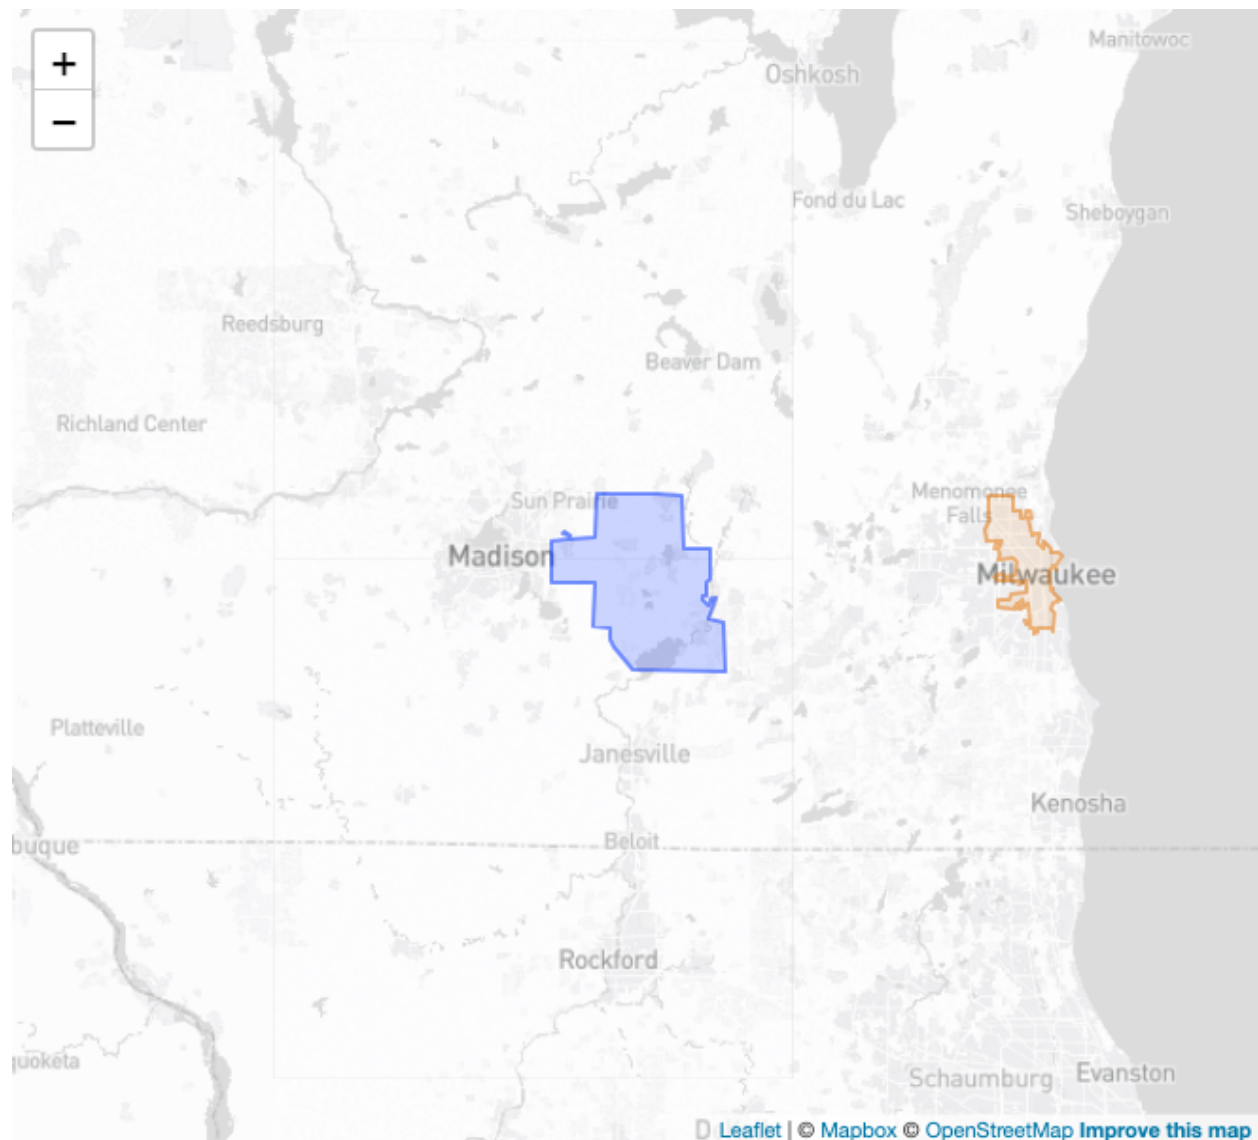 +
−
Manitowoc
Oshkosh
Fond du Lac
Sheboygan
Reedsburg
Beaver Dam
Richland Center
Menomonee
Falls
Sun Prairie
Madison
Milwaukee
Platteville
Janesville
Kenosha
Beloit
buque
Rockford
quoketa
Schaumburg
Evanston
Leaflet | © Mapbox © OpenStreetMap Improve this map